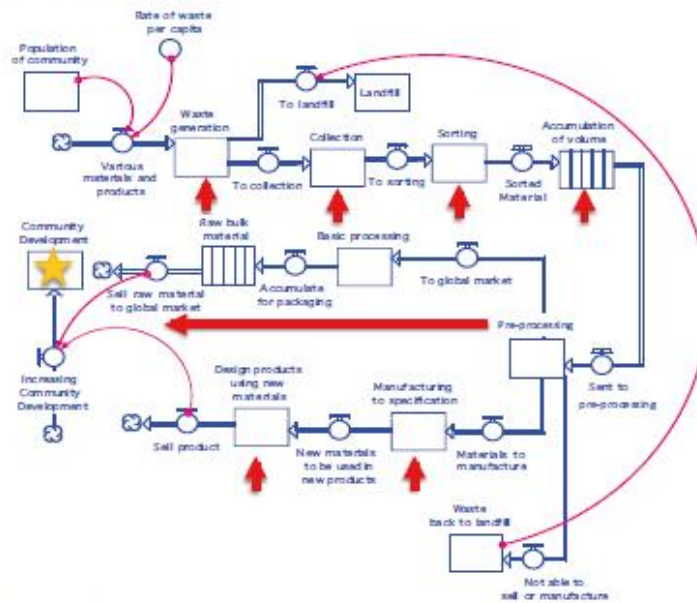 Rate of waste
per capita
Population
of community
To landfill
Landfill
Waste
generation
Collection
Sorting
Accumulation
of volume
Various
materials and
products
To collection
To sorting
Sorted
Material
Community
Development
Raw bulk
material
Basic processing
Sell raw material
to global market
Accumulate
for packaging
To global market
Pre-processing
Increasing
Community
Development
Design products
using new
materials
Manufacturing
to specification
Sent to
pre-processing
Sell product
New materials
to be used in
new products
Materials to
manufacture
Waste
back to landfill
Not able to
sell or manufacture